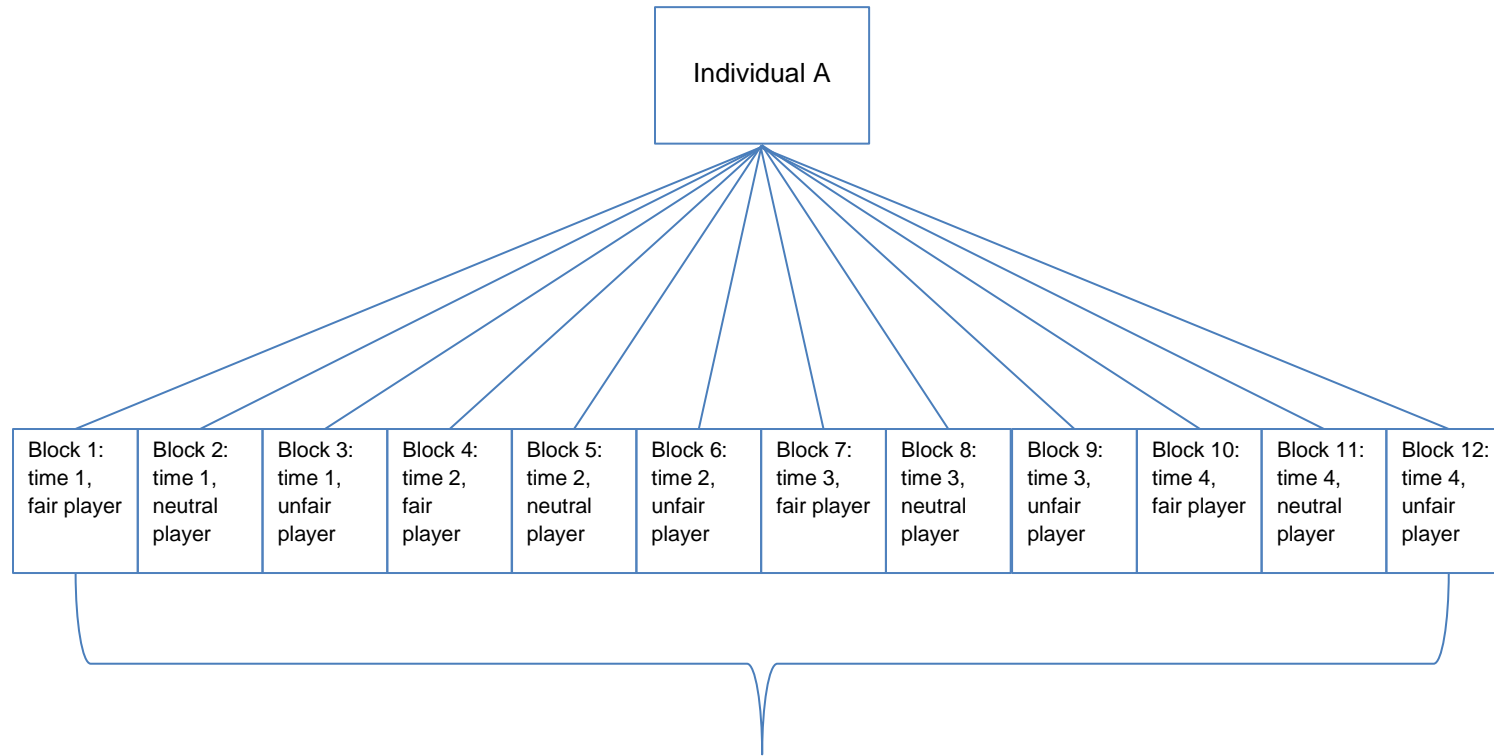 Individual A
Block 1:
time 1,
fair player
Block 2:
time 1,
neutral
player
Block 3:
time 1,
unfair
player
Block 4:
time 2,
fair
player
Block 5:
time 2,
neutral
player
Block 6:
time 2,
unfair
player
Block 7:
time 3,
fair player
Block 8:
time 3,
neutral
player
Block 9:
time 3,
unfair
player
Block 10:
time 4,
fair player
Block 11:
time 4,
neutral
player
Block 12:
time 4,
unfair
player